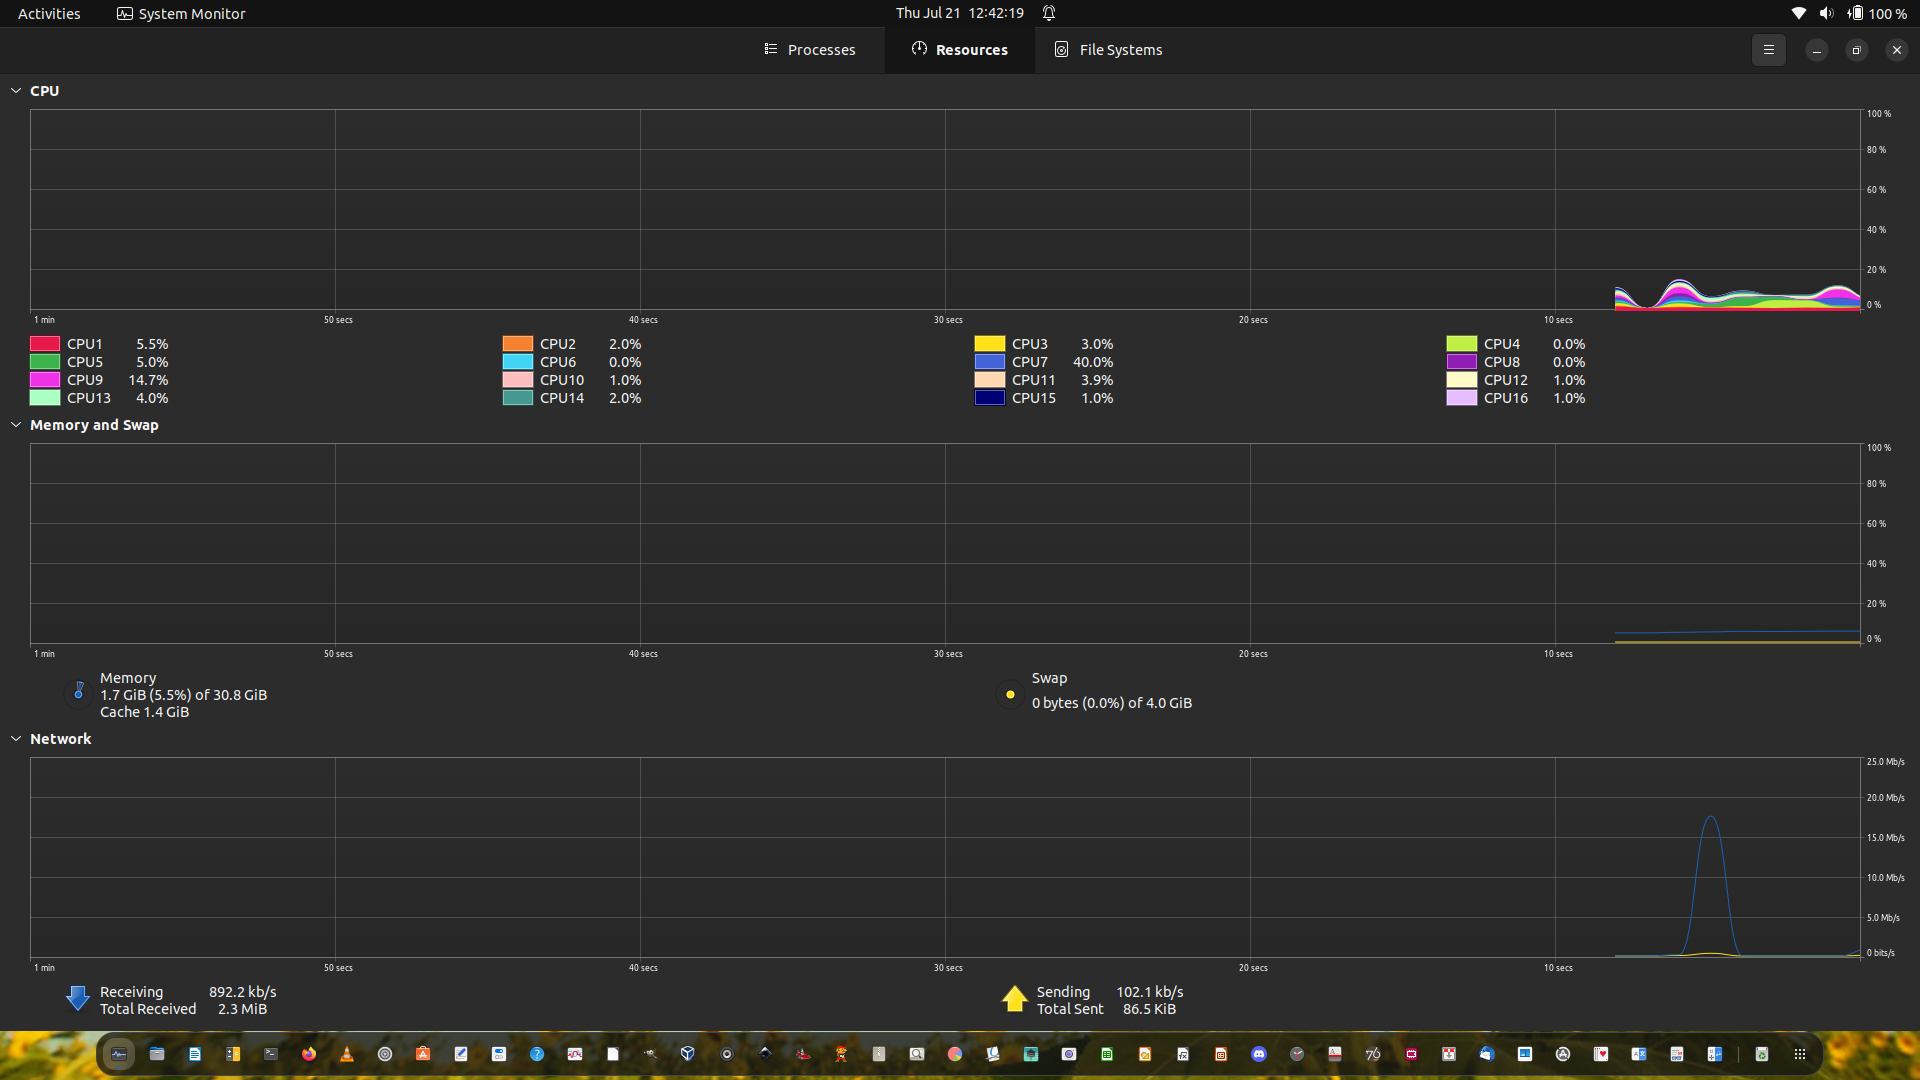 Activities System Monitor Thu Jul 21 12:42:19 100 %
Processes Resources File Systems
CPU
100 %
80 %
60 %
40 %
20 %
0 %
1 min 50 secs 40 secs 30 secs 20 secs 10 secs
CPU1 5.5% CPU2 2.0% CPU3 3.0% CPU4 0.0%
CPU5 5.0% CPU6 0.0% CPU7 40.0% CPU8 0.0%
CPU9 14.7% CPU10 1.0% CPU11 3.9% CPU12 1.0%
CPU13 4.0% CPU14 2.0% CPU15 1.0% CPU16 1.0%
Memory and Swap
100 %
80 %
60 %
40 %
20 %
0 %
1 min 50 secs 40 secs 30 secs 20 secs 10 secs
Memory Swap
1.7 GiB (5.5%) of 30.8 GiB 0 bytes (0.0%) of 4.0 GiB
Cache 1.4 GiB
Network
25.0 Mb/s
20.0 Mb/s
15.0 Mb/s
10.0 Mb/s
5.0 Mb/s
0 bits/s
1 min 50 secs 40 secs 30 secs 20 secs 10 secs
Receiving 892.2 kb/s Sending 102.1 kb/s
Total Received 2.3 MiB Total Sent 86.5 KiB
76